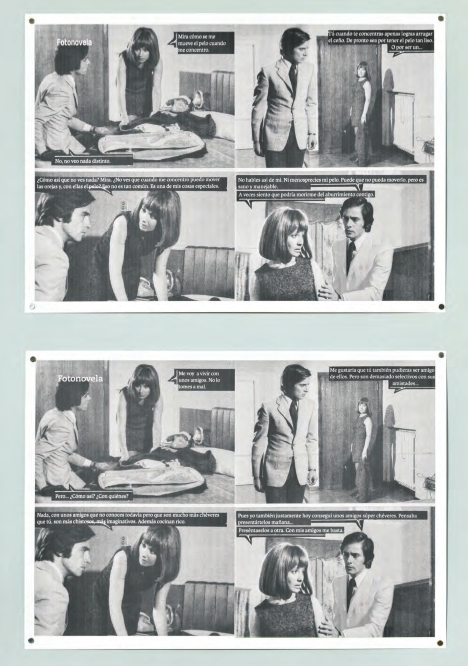 Fotonovela
Mira cómo se me
mueve el pelo cuando
me concentro.
No, no veo nada distinto.
Tú cuando te concentras apenas logras arrugar
el ceño. De pronto sea por tener el pelo tan liso.
O por ser un...
¿Cómo así que no ves nada? Mira. ¿No ves que cuando me concentro puedo mover
las orejas y, con ellas el pelo? Eso no es tan común. Es una de mis cosas especiales.
No hables así de mí. Ni menosprecies mi pelo. Puede que no pueda moverlo, pero es
sano y manejable.
A veces siento que podría morirme del aburrimiento contigo.
Fotonovela
Me voy a vivir con
unos amigos. No lo
tomes a mal.
Pero... ¿Cómo así? ¿Con quiénes?
Me gustaría que tú también pudieras ser amigo
de ellos. Pero son demasiado selectivos con sus
amistades...
Nada, con unos amigos que no conoces todavía pero que son mucho más chéveres
que tú, son más chistosos, más imaginativos. Además cocinan rico.
Pues yo también justamente hoy conseguí unos amigos súper chéveres. Pensaba
presentártelos mañana...
Preséntaselos a otra. Con mis amigos me basta.